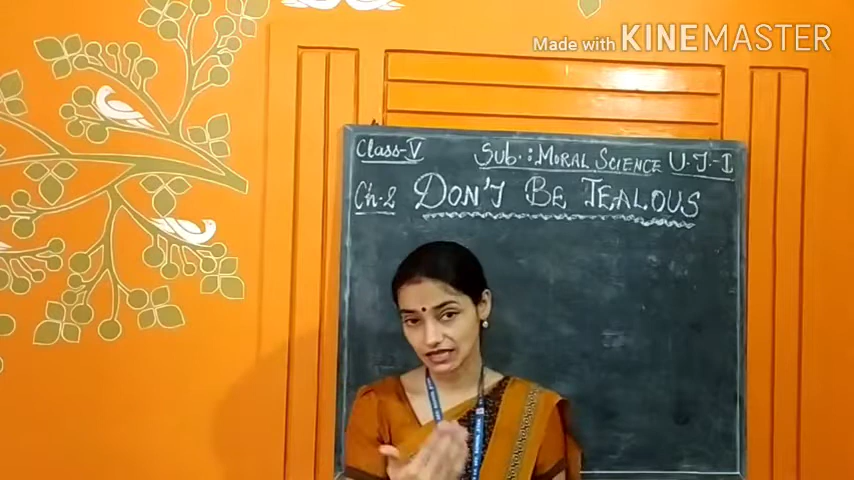 Made with KINEMASTER
Class-V Sub.: MORAL SCIENCE U.T.-I
Ch-2 DON'T BE JEALOUS